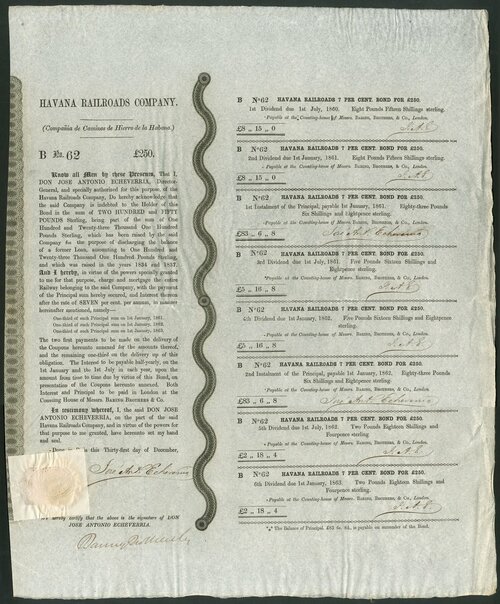 HAVANA RAILROADS COMPANY.
(Compañia de Caminos de Hierro de la Habana.)
B No. 62 £250.
Know all Men by these Presents, That I,
DON JOSE ANTONIO ECHEVERRIA, Director-
General, and specially authorised for this purpose, of the
Havana Railroads Company, Do hereby acknowledge that
the said Company is indebted to the Holder of this
Bond in the sum of TWO HUNDRED and FIFTY
POUNDS Sterling, being part of the sum of One
Hundred and Twenty-three Thousand One Hundred
Pounds Sterling, which has been raised by the said
Company for the purpose of discharging the balance
of a former Loan, amounting to One Hundred and
Twenty-three Thousand One Hundred Pounds Sterling,
and which was raised in the years 1834 and 1837.
And I hereby, in virtue of the powers specially granted
to me for that purpose, charge and mortgage the entire
Railway belonging to the said Company, with the payment
of the Principal sum hereby secured, and Interest thereon
after the rate of SEVEN per cent. per annum, in manner
hereinafter mentioned, namely:—
One-third of such Principal sum on 1st January, 1861.
One-third of such Principal sum on 1st January, 1862.
One-third of such Principal sum on 1st January, 1863.
The two first payments to be made on the delivery of
the Coupons hereunto annexed for the amounts thereof,
and the remaining one-third on the delivery up of this
obligation. The Interest to be payable half-yearly, on the
1st January and the 1st July in each year, upon the
amount from time to time due by virtue of this Bond, on
presentation of the Coupons hereunto annexed. Both
Interest and Principal to be paid in London at the
Counting House of Messrs. BARING BROTHERS & Co.
In testimony whereof, I, the said DON JOSE
ANTONIO ECHEVERRIA, on the part of the said
Havana Railroads Company, and in virtue of the powers for
that purpose to me granted, have hereunto set my hand
and seal,
this Thirty-first day of December,
Jse. Ant. Echeverria
We hereby certify that the above is the signature of DON
JOSE ANTONIO ECHEVERRIA.
Baring Brothers &
B No 62 HAVANA RAILROADS 7 PER CENT. BOND FOR £250.
1st Dividend due 1st July, 1860. Eight Pounds Fifteen Shillings sterling.
Payable at the Counting-house of Messrs. BARING, BROTHERS, & Co., London.
£8 „ 15 „ 0 J. A. E.
B No 62 HAVANA RAILROADS 7 PER CENT. BOND FOR £250.
2nd Dividend due 1st January, 1861. Eight Pounds Fifteen Shillings sterling.
Payable at the Counting-house of Messrs. BARING, BROTHERS, & Co., London.
£8 „ 15 „ 0 J. A. E.
B No 62 HAVANA RAILROADS 7 PER CENT. BOND FOR £250.
1st Instalment of the Principal, payable 1st January, 1861. Eighty-three Pounds
Six Shillings and Eightpence sterling.
Payable at the Counting-house of Messrs. BARING, BROTHERS, & Co., London.
£83 „ 6 „ 8 Jse. Ant. Echeverria
B No 62 HAVANA RAILROADS 7 PER CENT. BOND FOR £250.
3rd Dividend due 1st July, 1861. Five Pounds Sixteen Shillings and
Eightpence sterling.
Payable at the Counting-house of Messrs. BARING, BROTHERS, & Co., London.
£5 „ 16 „ 8 J. A. E.
B No 62 HAVANA RAILROADS 7 PER CENT. BOND FOR £250.
4th Dividend due 1st January, 1862. Five Pounds Sixteen Shillings and Eightpence
sterling.
Payable at the Counting-house of Messrs. BARING, BROTHERS, & Co., London.
£5 „ 16 „ 8 J. A. E.
B No 62 HAVANA RAILROADS 7 PER CENT. BOND FOR £250.
2nd Instalment of the Principal, payable 1st January, 1862. Eighty-three Pounds
Six Shillings and Eightpence sterling.
Payable at the Counting-house of Messrs. BARING, BROTHERS, & Co., London.
£83 „ 6 „ 8 Jse. Ant. Echeverria
B No 62 HAVANA RAILROADS 7 PER CENT. BOND FOR £250.
5th Dividend due 1st July, 1862. Two Pounds Eighteen Shillings and
Fourpence sterling
Payable at the Counting-house of Messrs. BARING, BROTHERS, & Co., London.
£2 „ 18 „ 4 J. A. E.
B No 62 HAVANA RAILROADS 7 PER CENT. BOND FOR £250.
6th Dividend due 1st January, 1863. Two Pounds Eighteen Shillings and
Fourpence sterling.
Payable at the Counting-house of Messrs. BARING, BROTHERS, & Co., London.
£2 „ 18 „ 4 J. A. E.
*** The Balance of Principal, £83 6s. 8d., is payable on surrender of the Bond.